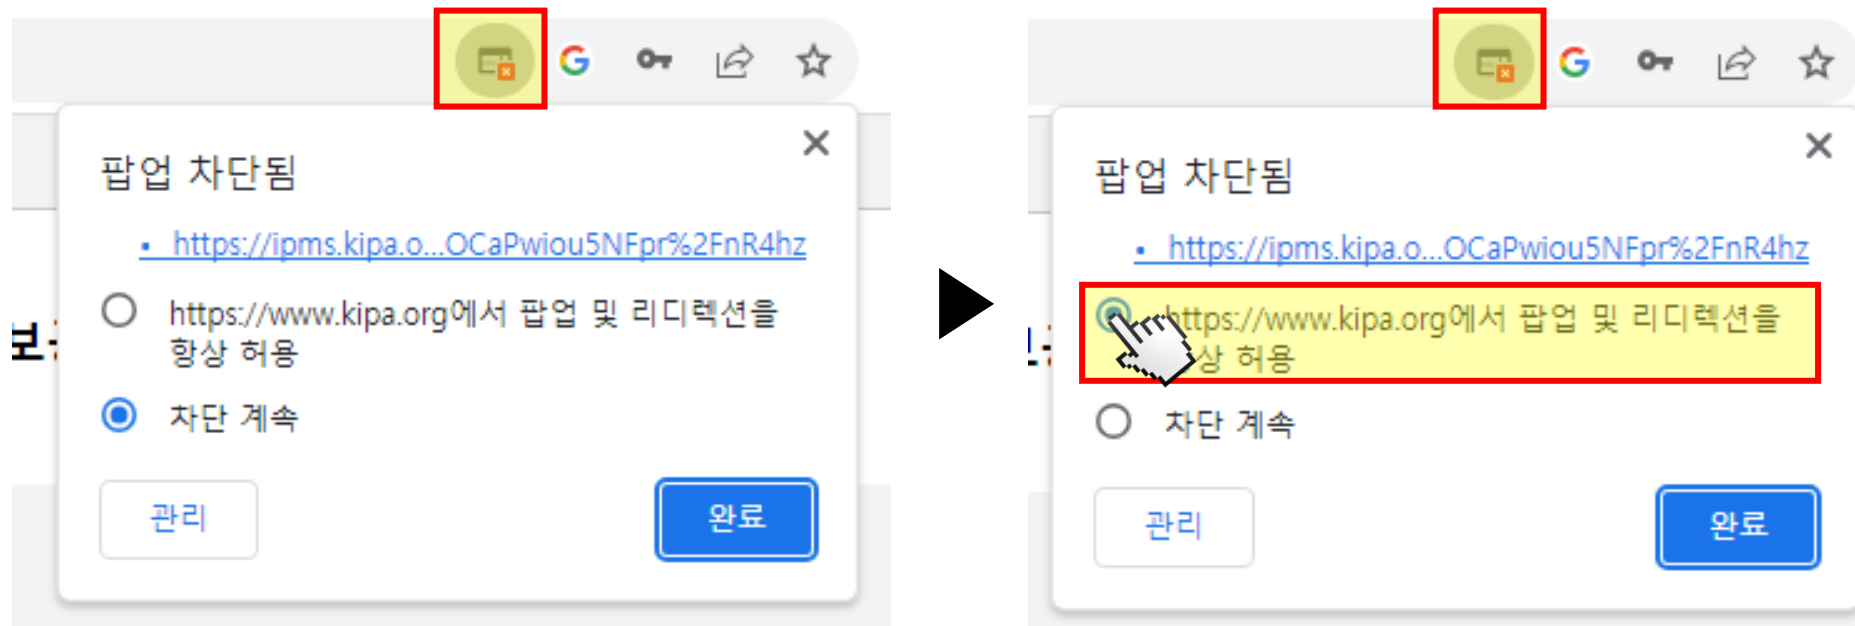 팝업 차단됨
• https://ipms.kipa.o...OCaPwiou5NFpr%2FnR4hz
https://www.kipa.org에서 팝업 및 리디렉션을
항상 허용
차단 계속
관리
완료
팝업 차단됨
• https://ipms.kipa.o...OCaPwiou5NFpr%2FnR4hz
https://www.kipa.org에서 팝업 및 리디렉션을
상 허용
차단 계속
관리
완료